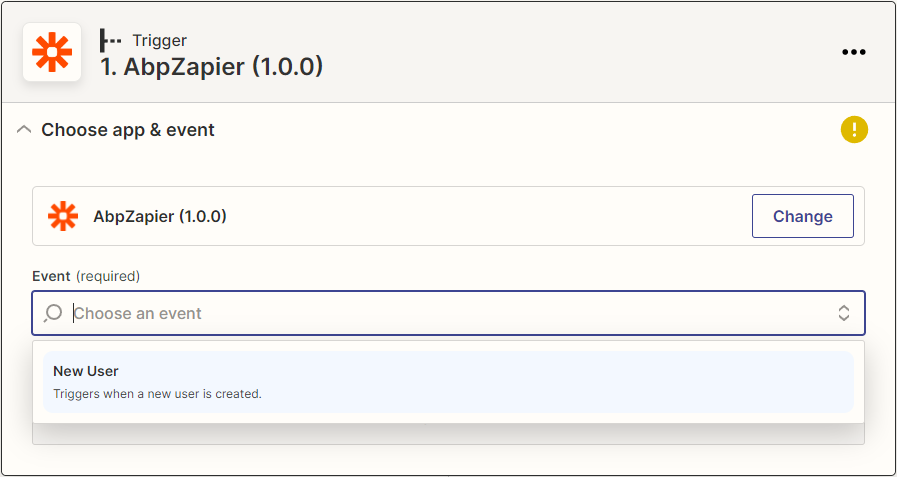 Trigger
1. AbpZapier (1.0.0)
Choose app & event
AbpZapier (1.0.0)
Change
Event (required)
Choose an event
New User
Triggers when a new user is created.